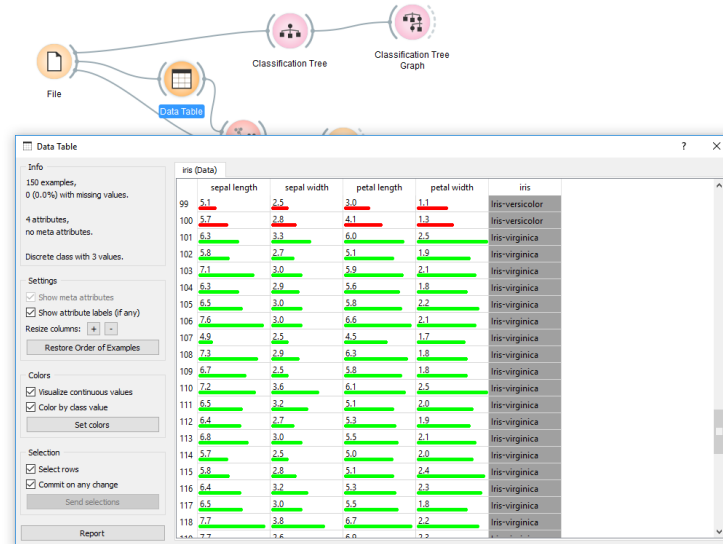 Classification Tree
Classification Tree
Graph
File
Data Table
Data Table
? ×
Info
150 examples,
0 (0.0%) with missing values.
4 attributes,
no meta attributes.
Discrete class with 3 values.
Settings
Show meta attributes
Show attribute labels (if any)
Resize columns: + -
Restore Order of Examples
Colors
Visualize continuous values
Color by class value
Set colors
Selection
Select rows
Commit on any change
Send selections
Report
iris (Data)
sepal length sepal width petal length petal width iris
99 5.1 2.5 3.0 1.1 Iris-versicolor
100 5.7 2.8 4.1 1.3 Iris-versicolor
101 6.3 3.3 6.0 2.5 Iris-virginica
102 5.8 2.7 5.1 1.9 Iris-virginica
103 7.1 3.0 5.9 2.1 Iris-virginica
104 6.3 2.9 5.6 1.8 Iris-virginica
105 6.5 3.0 5.8 2.2 Iris-virginica
106 7.6 3.0 6.6 2.1 Iris-virginica
107 4.9 2.5 4.5 1.7 Iris-virginica
108 7.3 2.9 6.3 1.8 Iris-virginica
109 6.7 2.5 5.8 1.8 Iris-virginica
110 7.2 3.6 6.1 2.5 Iris-virginica
111 6.5 3.2 5.1 2.0 Iris-virginica
112 6.4 2.7 5.3 1.9 Iris-virginica
113 6.8 3.0 5.5 2.1 Iris-virginica
114 5.7 2.5 5.0 2.0 Iris-virginica
115 5.8 2.8 5.1 2.4 Iris-virginica
116 6.4 3.2 5.3 2.3 Iris-virginica
117 6.5 3.0 5.5 1.8 Iris-virginica
118 7.7 3.8 6.7 2.2 Iris-virginica